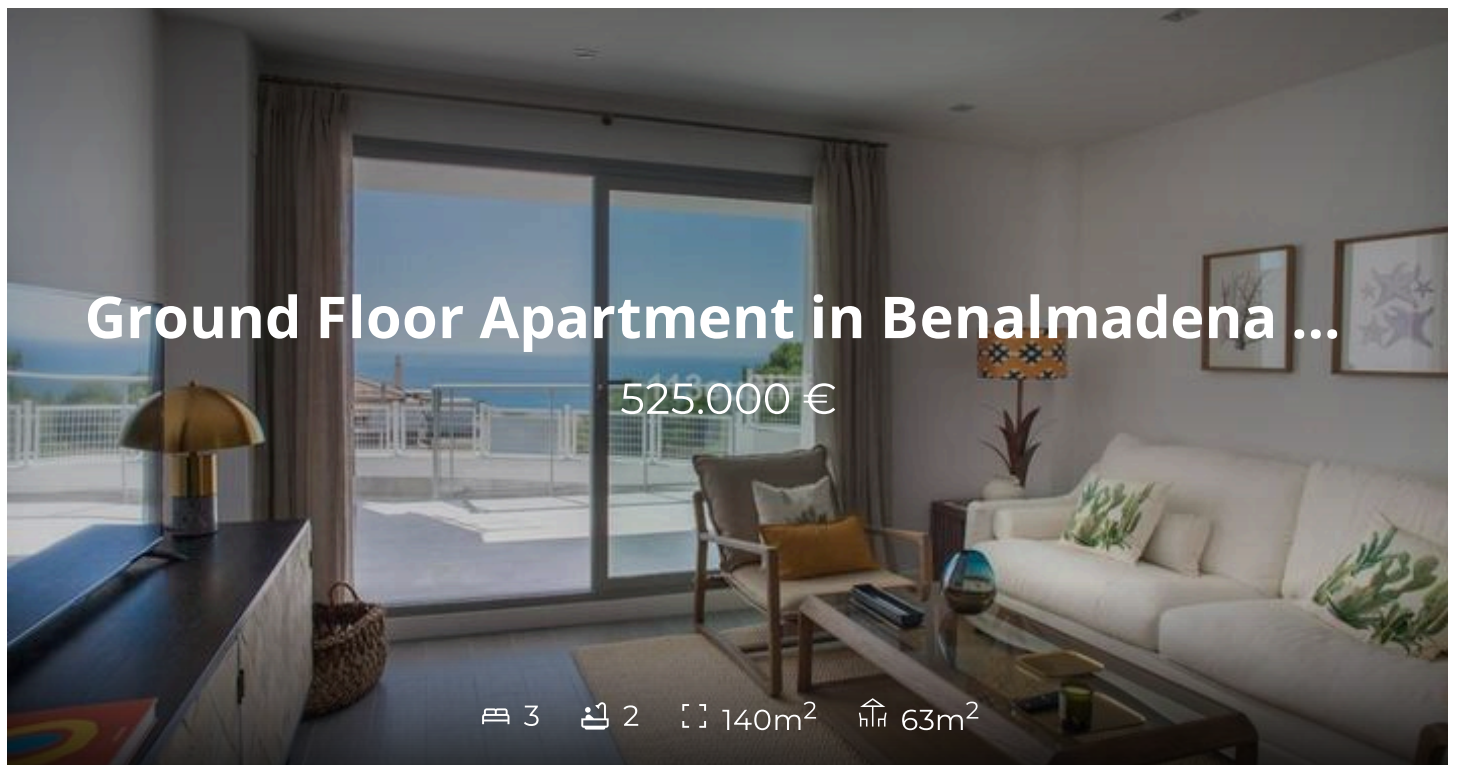 Ground Floor Apartment in Benalmadena ...
525.000 €
3 2 140m² 63m²